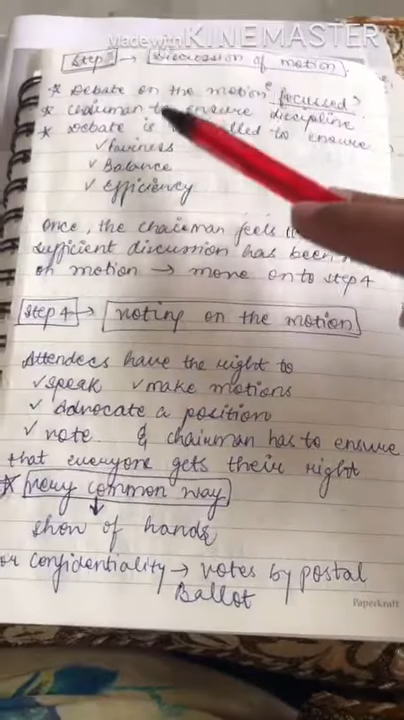 Made with KINEMASTER
Step 3 → Discussion of motion
* Debate on the motion focussed
* Chairman to ensure discipline
* Debate is to ensure
✓ Fairness
✓ Balance
✓ Efficiency
Once, the chairman feels
sufficient discussion has been
on motion → move onto step 4
Step 4 → voting on the motion
Attendees have the right to
✓ speak ✓ make motions
✓ Advocate a position
✓ vote. & chairman has to ensure
that everyone gets their right
* very common way
↓
show of hands
confidentiality → votes by postal
Ballot
Paperkraft